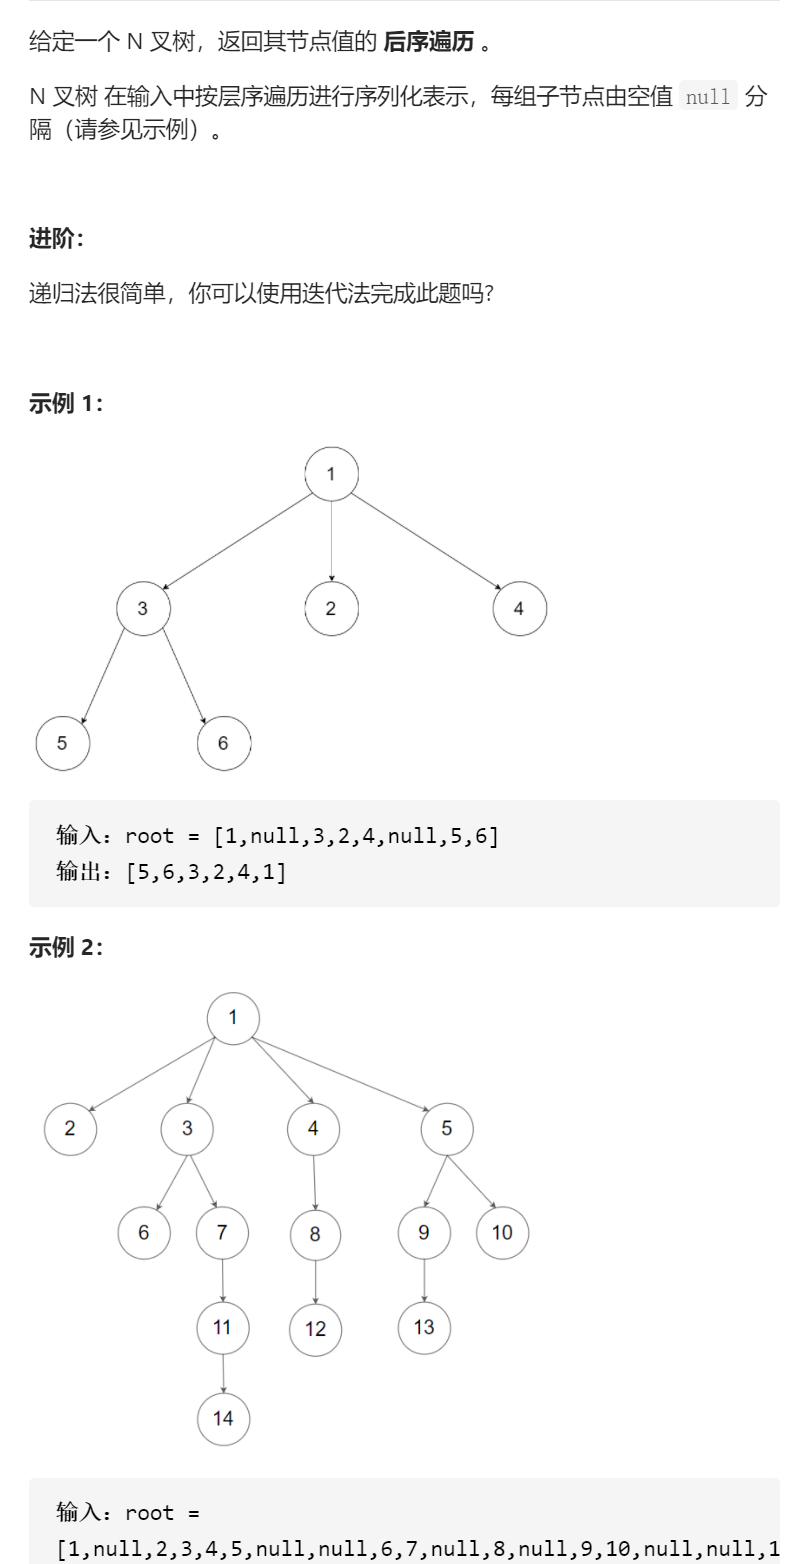 给定一个 N 叉树，返回其节点值的 后序遍历 。
N 叉树 在输入中按层序遍历进行序列化表示，每组子节点由空值 null 分
隔（请参见示例）。
进阶：
递归法很简单，你可以使用迭代法完成此题吗?
示例 1：
1
3 2 4
5 6
输入：root = [1,null,3,2,4,null,5,6]
输出：[5,6,3,2,4,1]
示例 2：
1
2 3 4 5
6 7 8 9 10
11 12 13
14
输入：root =
[1,null,2,3,4,5,null,null,6,7,null,8,null,9,10,null,null,1